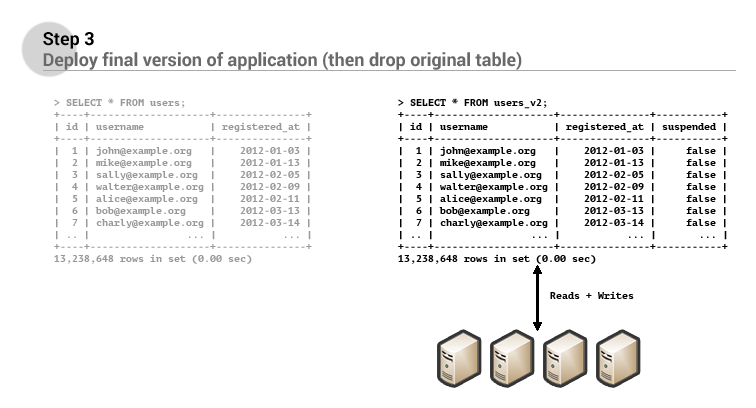 Step 3
Deploy final version of application (then drop original table)
> SELECT * FROM users;
+----+--------------------+---------------+
| id | username           | registered_at |
+----+--------------------+---------------+
|  1 | john@example.org   |    2012-01-03 |
|  2 | mike@example.org   |    2012-01-13 |
|  3 | sally@example.org  |    2012-02-05 |
|  4 | walter@example.org |    2012-02-09 |
|  5 | alice@example.org  |    2012-02-11 |
|  6 | bob@example.org    |    2012-03-13 |
|  7 | charly@example.org |    2012-03-14 |
| .. |                ... |           ... |
+----+--------------------+---------------+
13,238,648 rows in set (0.00 sec)
> SELECT * FROM users_v2;
+----+--------------------+---------------+-----------+
| id | username           | registered_at | suspended |
+----+--------------------+---------------+-----------+
|  1 | john@example.org   |    2012-01-03 |     false |
|  2 | mike@example.org   |    2012-01-13 |     false |
|  3 | sally@example.org  |    2012-02-05 |     false |
|  4 | walter@example.org |    2012-02-09 |     false |
|  5 | alice@example.org  |    2012-02-11 |     false |
|  6 | bob@example.org    |    2012-03-13 |     false |
|  7 | charly@example.org |    2012-03-14 |     false |
| .. |                ... |           ... |       ... |
+----+--------------------+---------------+-----------+
13,238,648 rows in set (0.00 sec)
Reads + Writes